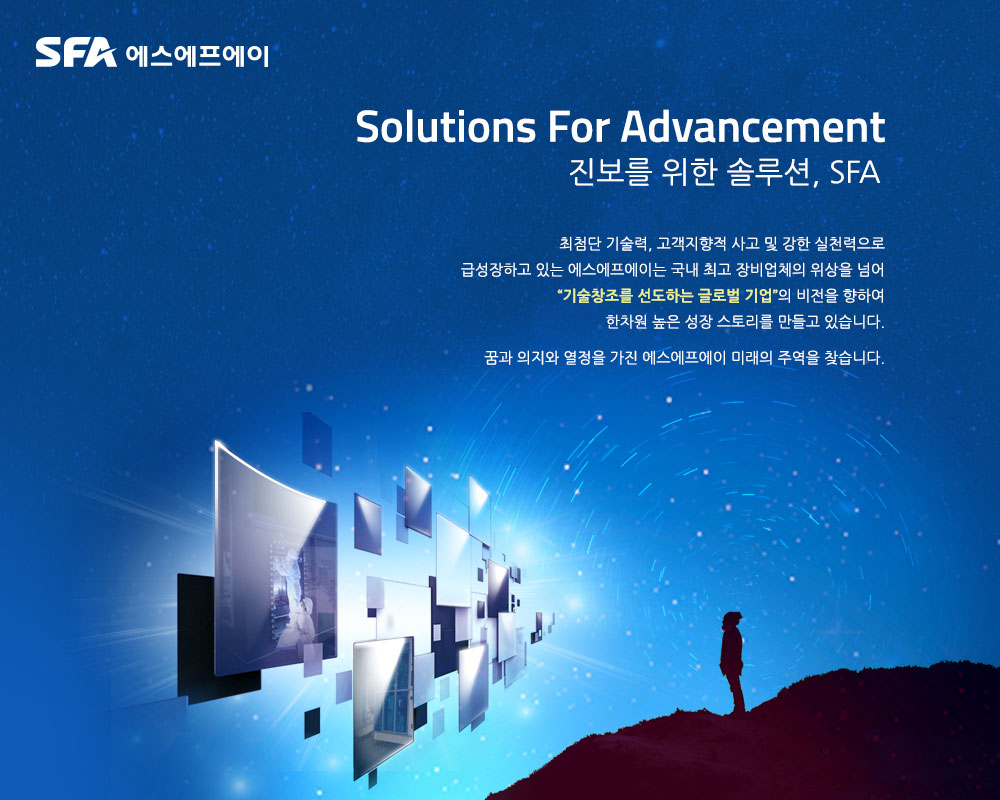 SFA 에스에프에이
Solutions For Advancement
진보를 위한 솔루션, SFA
최첨단 기술력, 고객지향적 사고 및 강한 실천력으로
급성장하고 있는 에스에프에이는 국내 최고 장비업체의 위상을 넘어
“기술창조를 선도하는 글로벌 기업”의 비전을 향하여
한차원 높은 성장 스토리를 만들고 있습니다.
꿈과 의지와 열정을 가진 에스에프에이 미래의 주역을 찾습니다.